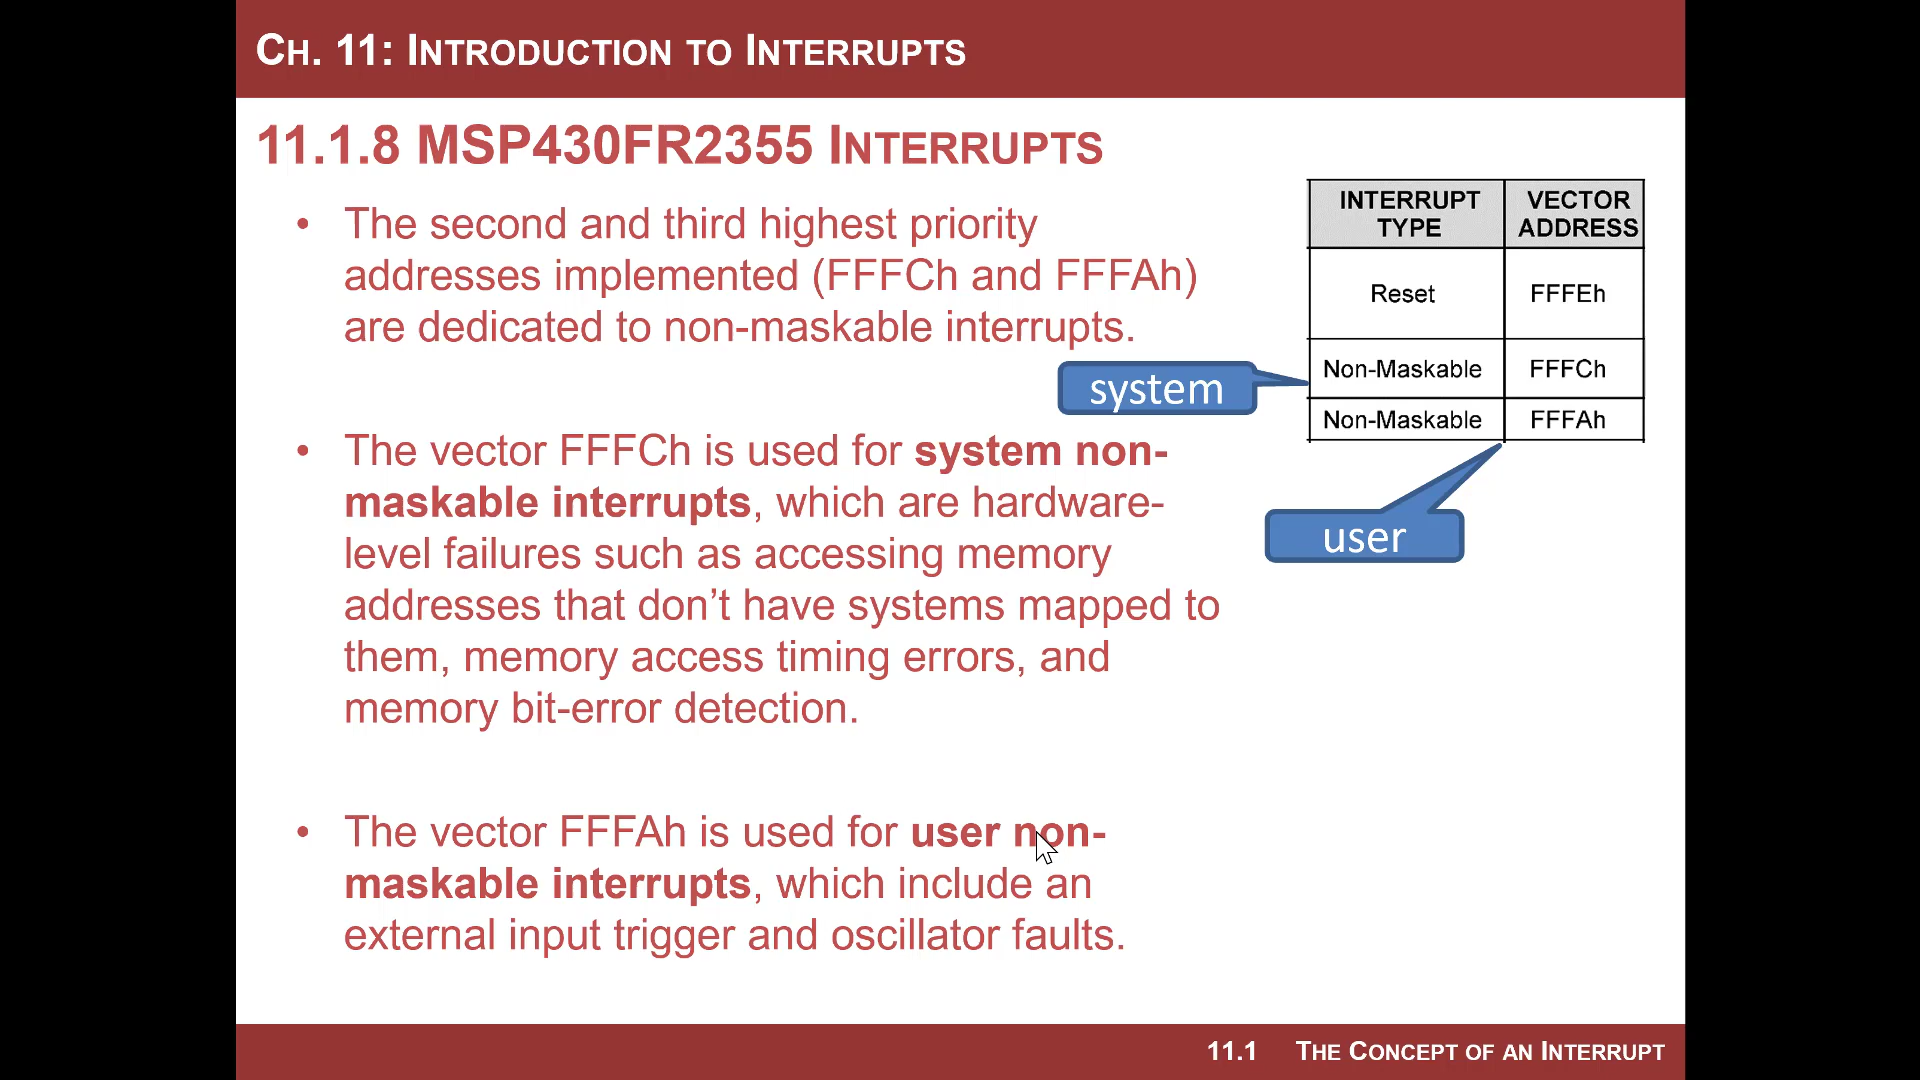 CH. 11: INTRODUCTION TO INTERRUPTS
11.1.8 MSP430FR2355 INTERRUPTS
• The second and third highest priority
addresses implemented (FFFCh and FFFAh)
are dedicated to non-maskable interrupts.
• The vector FFFCh is used for system non-
maskable interrupts, which are hardware-
level failures such as accessing memory
addresses that don’t have systems mapped to
them, memory access timing errors, and
memory bit-error detection.
• The vector FFFAh is used for user non-
maskable interrupts, which include an
external input trigger and oscillator faults.
INTERRUPT TYPE VECTOR ADDRESS
Reset FFFEh
Non-Maskable FFFCh
Non-Maskable FFFAh
system
user
11.1 THE CONCEPT OF AN INTERRUPT